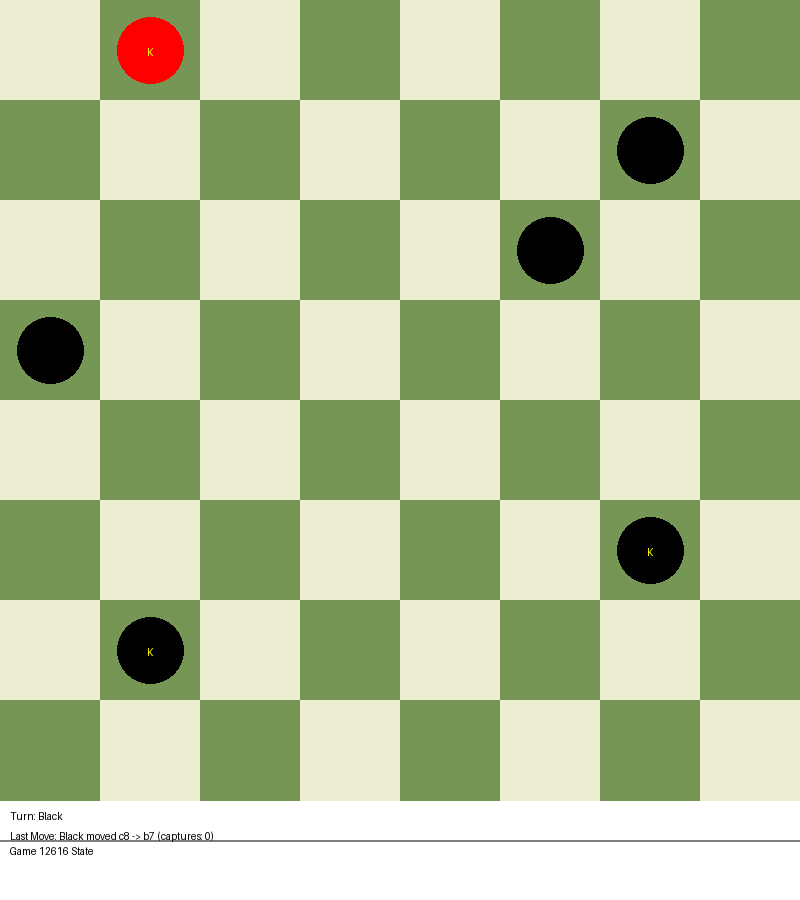 K
K
K
Turn: Black
Last Move: Black moved c8 -> b7 (captures: 0)
Game 12616 State